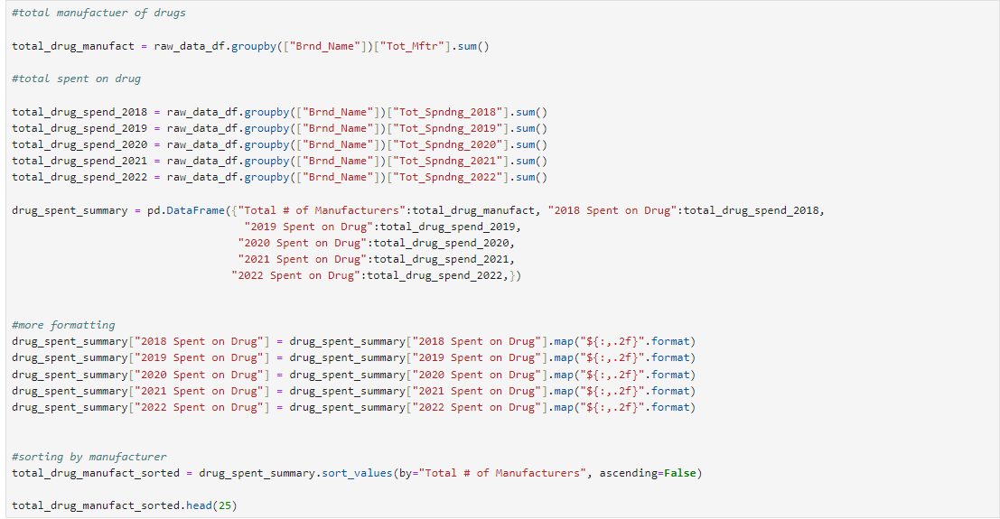 #total manufactuer of drugs
total_drug_manufact = raw_data_df.groupby(["Brnd_Name"])["Tot_Mftr"].sum()
#total spent on drug
total_drug_spend_2018 = raw_data_df.groupby(["Brnd_Name"])["Tot_Spndng_2018"].sum()
total_drug_spend_2019 = raw_data_df.groupby(["Brnd_Name"])["Tot_Spndng_2019"].sum()
total_drug_spend_2020 = raw_data_df.groupby(["Brnd_Name"])["Tot_Spndng_2020"].sum()
total_drug_spend_2021 = raw_data_df.groupby(["Brnd_Name"])["Tot_Spndng_2021"].sum()
total_drug_spend_2022 = raw_data_df.groupby(["Brnd_Name"])["Tot_Spndng_2022"].sum()
drug_spent_summary = pd.DataFrame({"Total # of Manufacturers":total_drug_manufact, "2018 Spent on Drug":total_drug_spend_2018,
"2019 Spent on Drug":total_drug_spend_2019,
"2020 Spent on Drug":total_drug_spend_2020,
"2021 Spent on Drug":total_drug_spend_2021,
"2022 Spent on Drug":total_drug_spend_2022,})
#more formatting
drug_spent_summary["2018 Spent on Drug"] = drug_spent_summary["2018 Spent on Drug"].map("${:,.2f}".format)
drug_spent_summary["2019 Spent on Drug"] = drug_spent_summary["2019 Spent on Drug"].map("${:,.2f}".format)
drug_spent_summary["2020 Spent on Drug"] = drug_spent_summary["2020 Spent on Drug"].map("${:,.2f}".format)
drug_spent_summary["2021 Spent on Drug"] = drug_spent_summary["2021 Spent on Drug"].map("${:,.2f}".format)
drug_spent_summary["2022 Spent on Drug"] = drug_spent_summary["2022 Spent on Drug"].map("${:,.2f}".format)
#sorting by manufacturer
total_drug_manufact_sorted = drug_spent_summary.sort_values(by="Total # of Manufacturers", ascending=False)
total_drug_manufact_sorted.head(25)